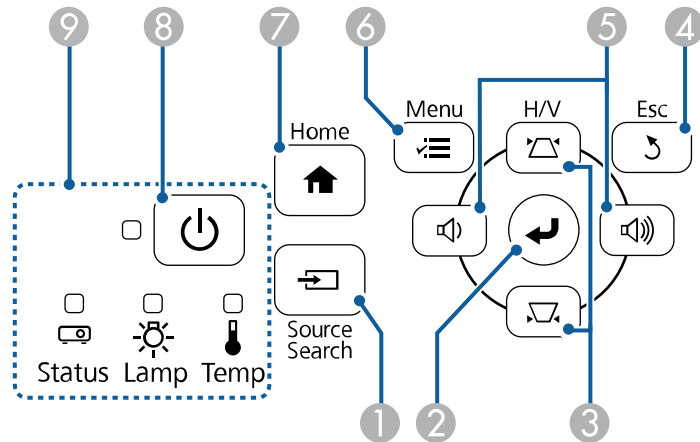 9
8
7
6
5
4
Menu
H/V
Esc
Home
Source
Search
Status
Lamp
Temp
1
2
3